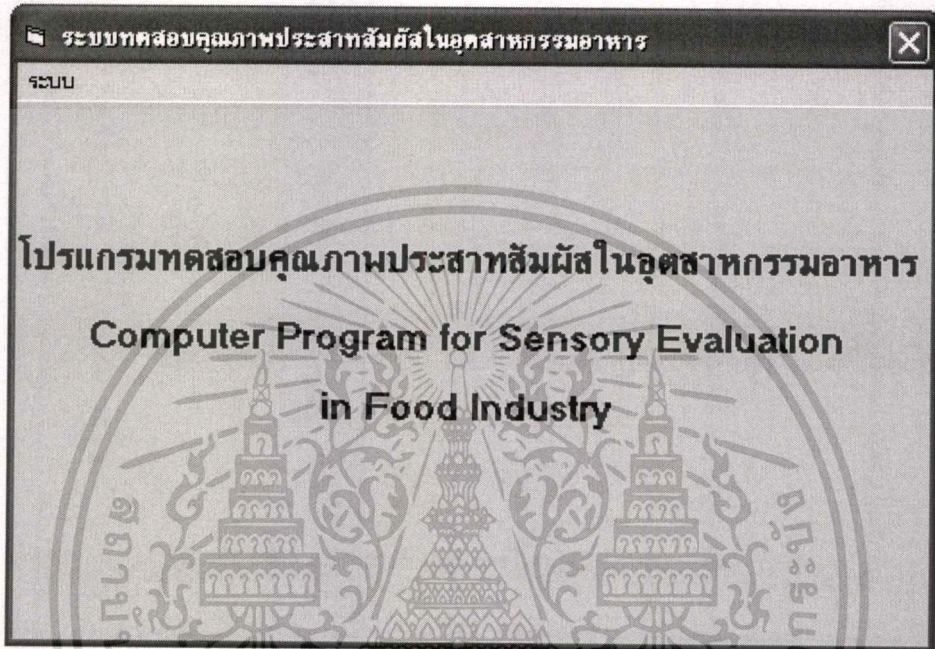 ระบบทดสอบคุณภาพประสาทสัมผัสในอุตสาหกรรมอาหาร
ระบบ
โปรแกรมทดสอบคุณภาพประสาทสัมผัสในอุตสาหกรรมอาหาร
Computer Program for Sensory Evaluation
in Food Industry